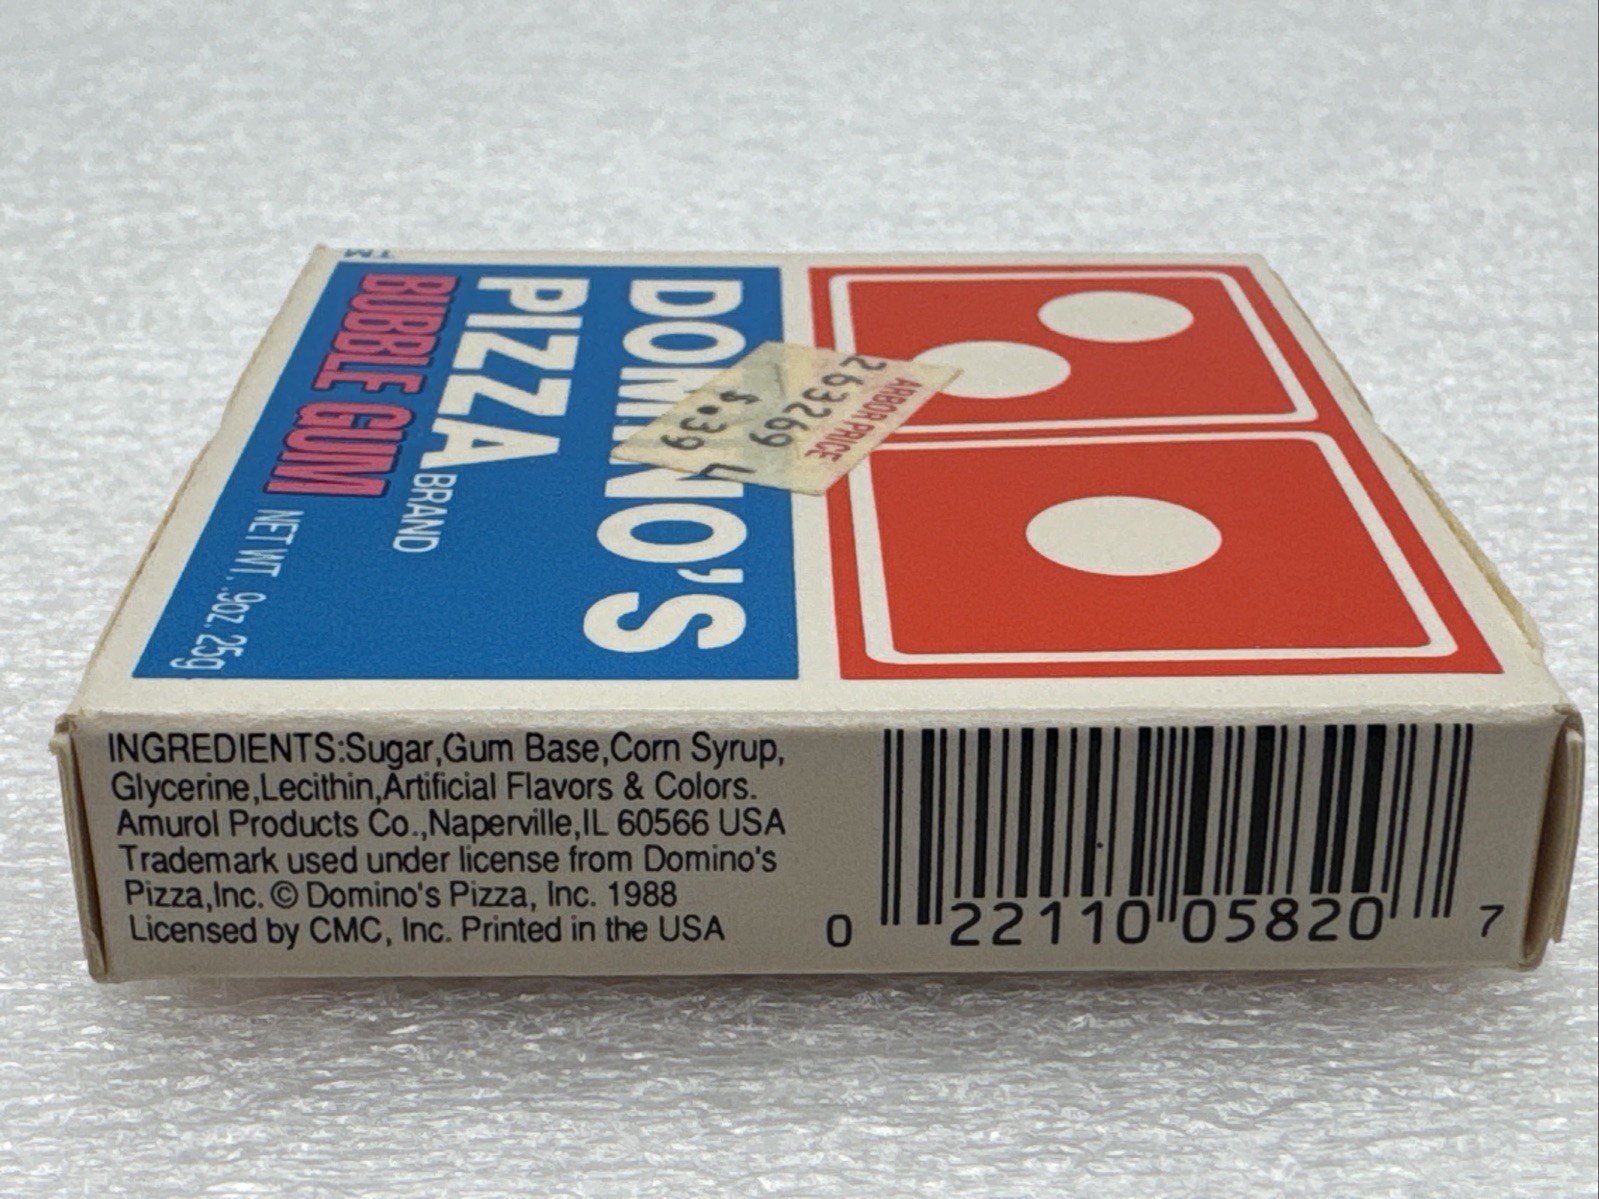 DOMINO'S
PIZZA BRAND
BUBBLE GUM NET WT. .9oz. 25g
TM
ARBOR PRICE
263269
$.39 4
INGREDIENTS:Sugar,Gum Base,Corn Syrup,
Glycerine,Lecithin,Artificial Flavors & Colors.
Amurol Products Co.,Naperville,IL 60566 USA
Trademark used under license from Domino's
Pizza,Inc. © Domino's Pizza, Inc. 1988
Licensed by CMC, Inc. Printed in the USA
0 22110 05820 7